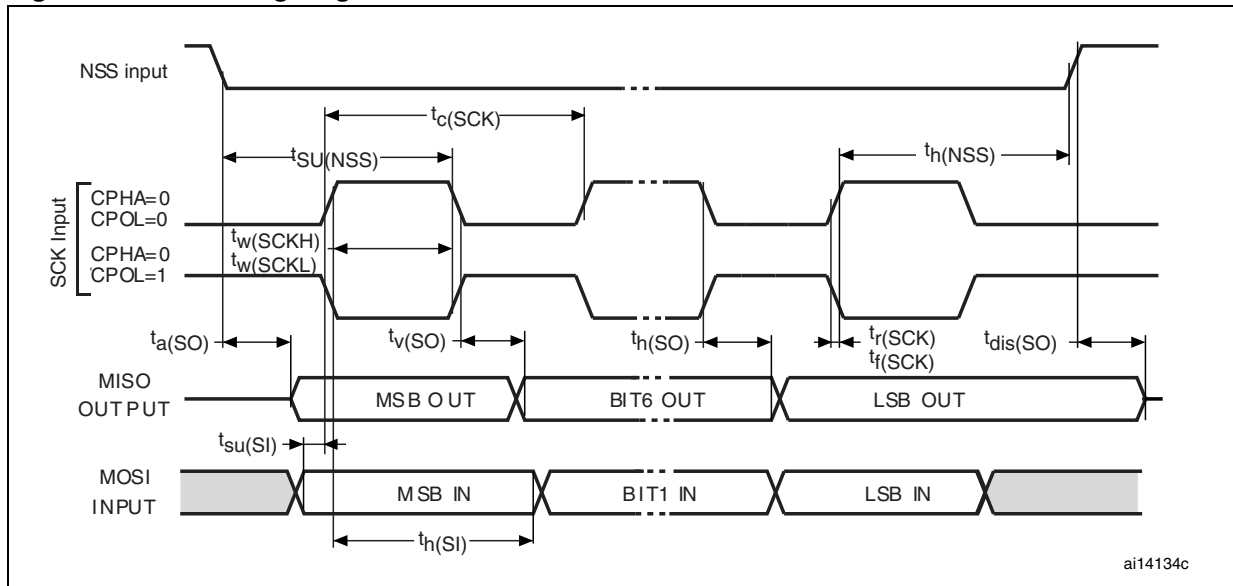 NSS input
tc(SCK)
tSU(NSS)
th(NSS)
SCK Input
CPHA=0
CPOL=0
tw(SCKH)
CPHA=0
tw(SCKL)
CPOL=1
ta(SO)
tv(SO)
th(SO)
tr(SCK)
tf(SCK)
tdis(SO)
MISO
OUTPUT
MSB OUT
BIT6 OUT
LSB OUT
tsu(SI)
MOSI
INPUT
MSB IN
BIT1 IN
LSB IN
th(SI)
ai14134c